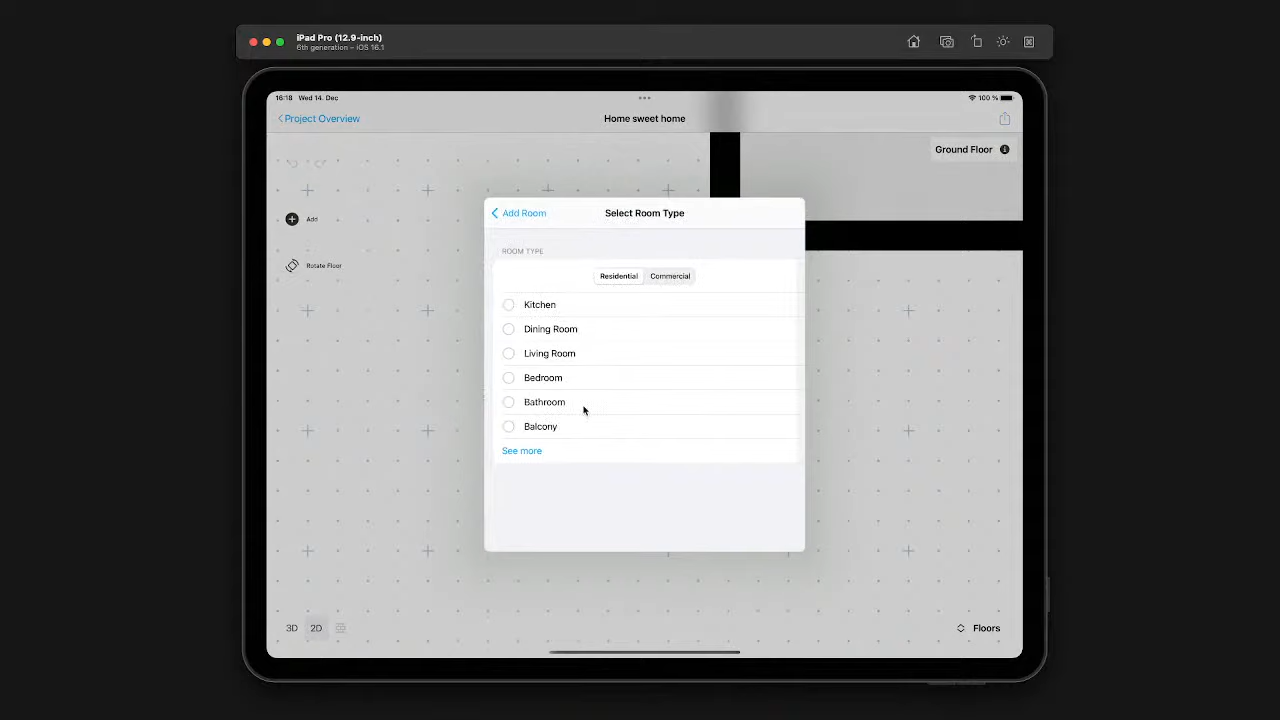 iPad Pro (12.9-inch)
6th generation – iOS 16.1
16:18 Wed 14. Dec
100 %
Project Overview
Home sweet home
Ground Floor
Add
Rotate Floor
Add Room
Select Room Type
ROOM TYPE
Residential
Commercial
Kitchen
Dining Room
Living Room
Bedroom
Bathroom
Balcony
See more
3D
2D
Floors